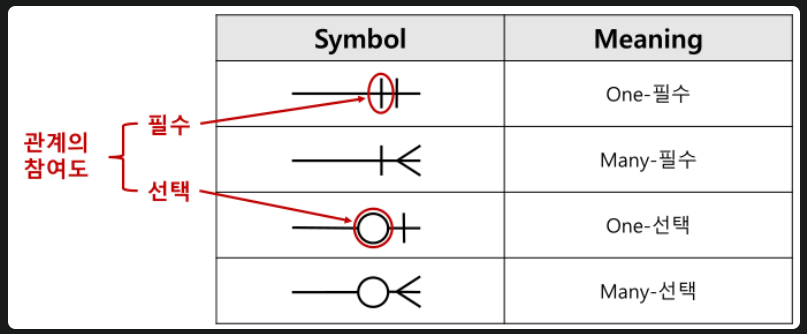 Symbol Meaning
One-필수
필수
관계의
참여도
Many-필수
선택
One-선택
Many-선택